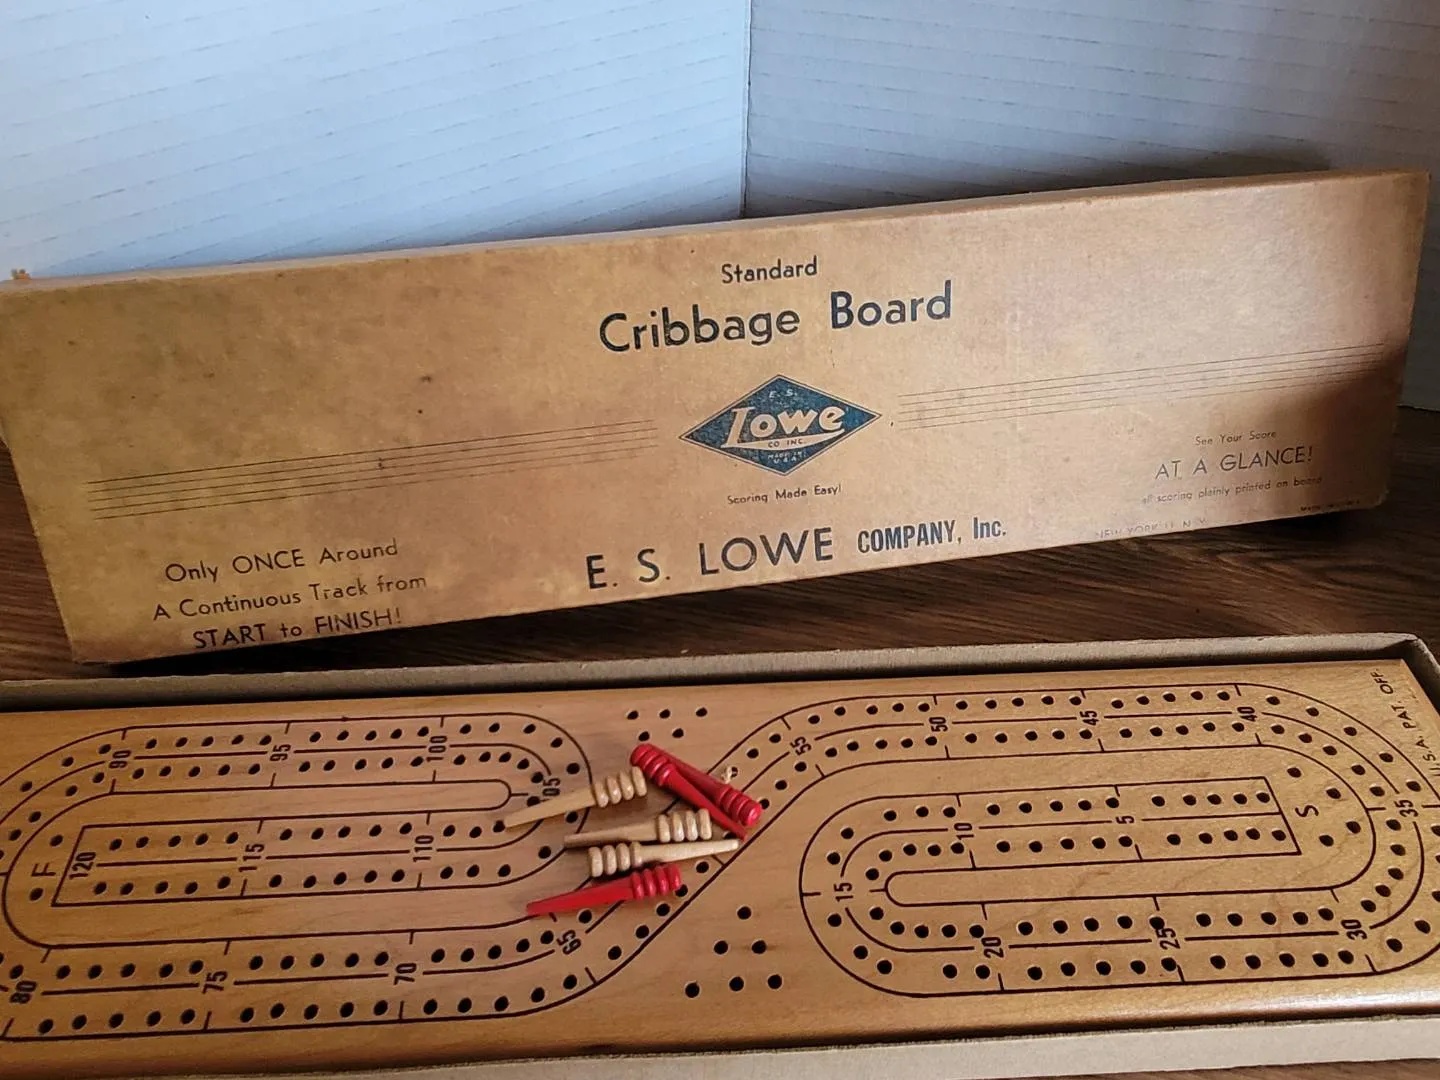 Standard
Cribbage Board
E. S.
Lowe
CO INC.
MADE IN
U.S.A.
Scoring Made Easy!
E. S. LOWE COMPANY, Inc.
Only ONCE Around
A Continuous Track from
START to FINISH!
See Your Score
AT A GLANCE!
all scoring plainly printed on board
NEW YORK 11, N. Y.
U.S.A. PAT. OFF.
90
95
100
105
55
50
45
40
35
F
120
115
110
10
5
S
15
80
75
70
65
20
25
30